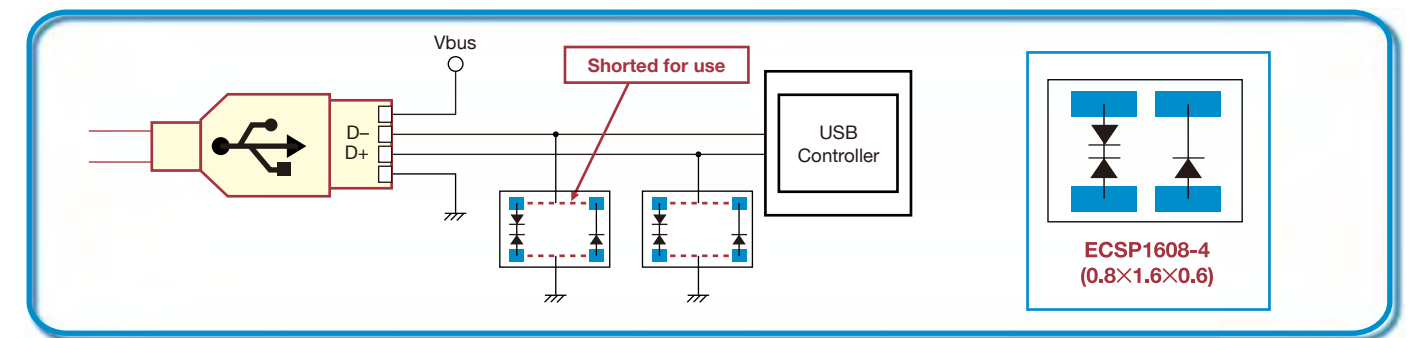 Vbus
Shorted for use
D–
D+
USB
Controller
ECSP1608-4
(0.8×1.6×0.6)